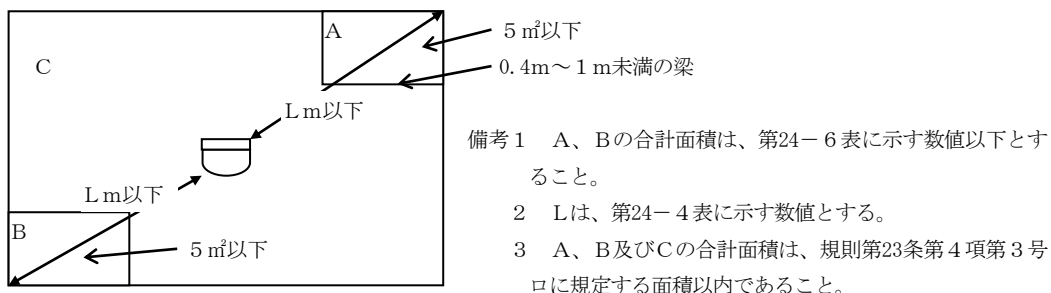 A
C
5㎡以下
0.4m～1m未満の梁
Lm以下
Lm以下
B
5㎡以下
備考1　A、Bの合計面積は、第24－6表に示す数値以下とす
ること。
2　Lは、第24－4表に示す数値とする。
3　A、B及びCの合計面積は、規則第23条第4項第3号
ロに規定する面積以内であること。